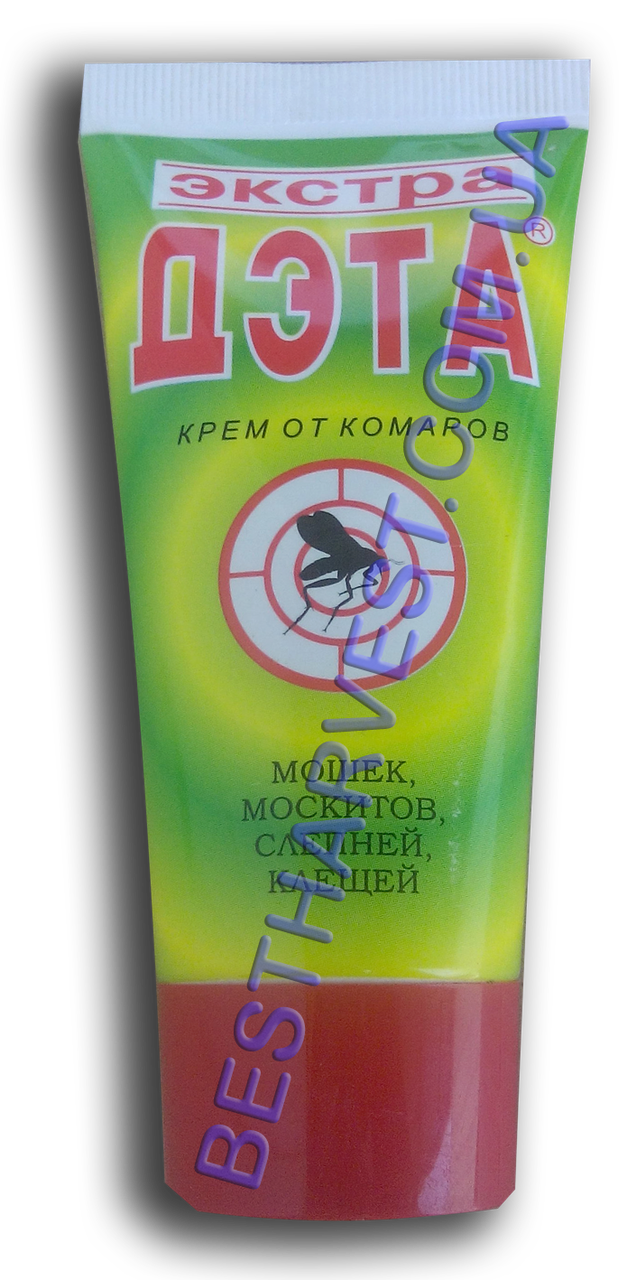 экстра
ДЭТА®
КРЕМ ОТ КОМАРОВ
МОШЕК,
МОСКИТОВ,
СЛЕПНЕЙ,
КЛЕЩЕЙ
BESTHARVEST.COM.UA